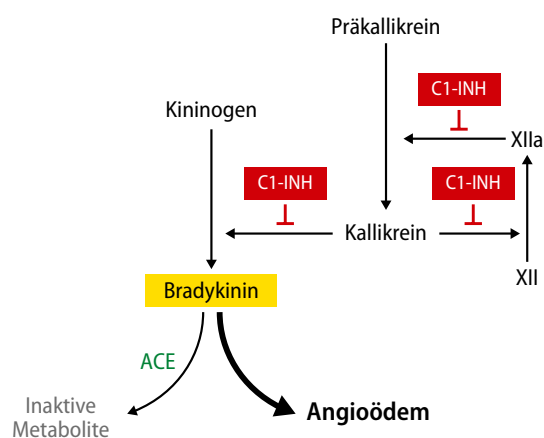 Präkallikrein
C1-INH
Kininogen
XIIa
C1-INH
C1-INH
Kallikrein
XII
Bradykinin
ACE
Inaktive
Metabolite
Angioödem